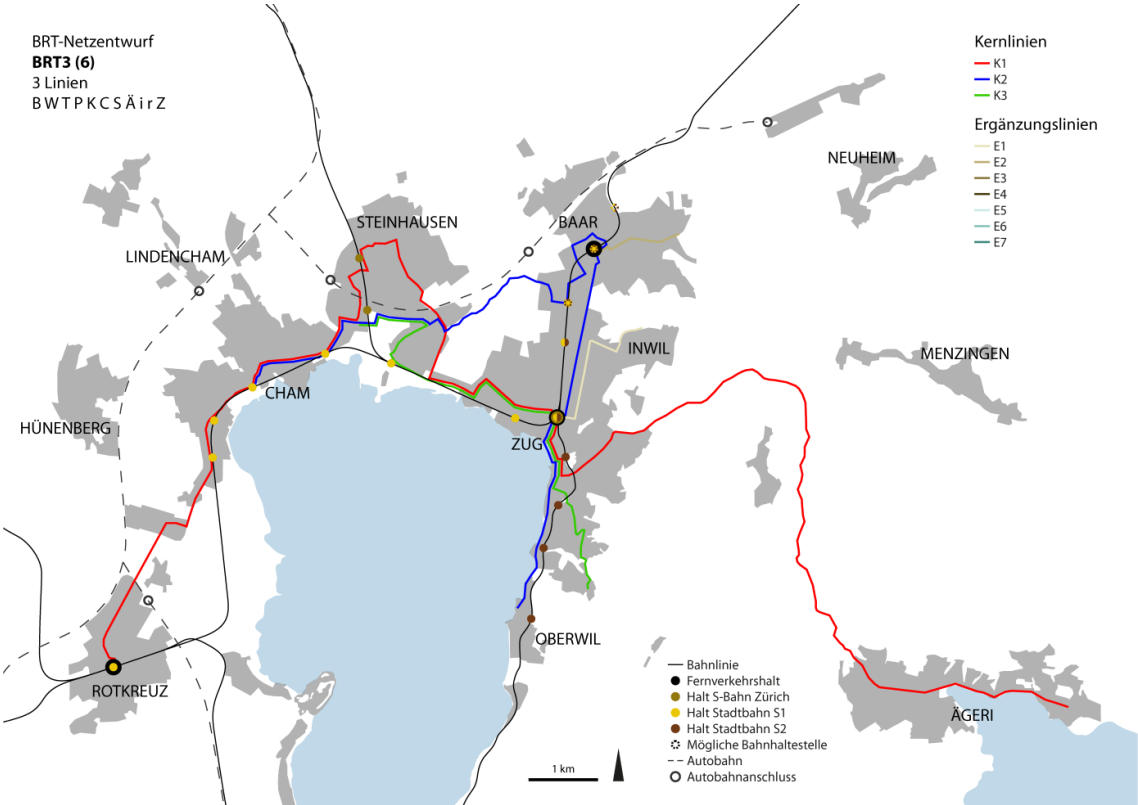 BRT-Netzentwurf
BRT3 (6)
3 Linien
B W T P K C S Ä i r Z
Kernlinien
K1
K2
K3
Ergänzungslinien
E1
E2
E3
E4
E5
E6
E7
NEUHEIM
STEINHAUSEN
BAAR
LINDENCHAM
INWIL
MENZINGEN
CHAM
HÜNENBERG
ZUG
OBERWIL
ROTKREUZ
ÄGERI
Bahnlinie
Fernverkehrshalt
Halt S-Bahn Zürich
Halt Stadtbahn S1
Halt Stadtbahn S2
Mögliche Bahnhaltestelle
Autobahn
Autobahnanschluss
1 km